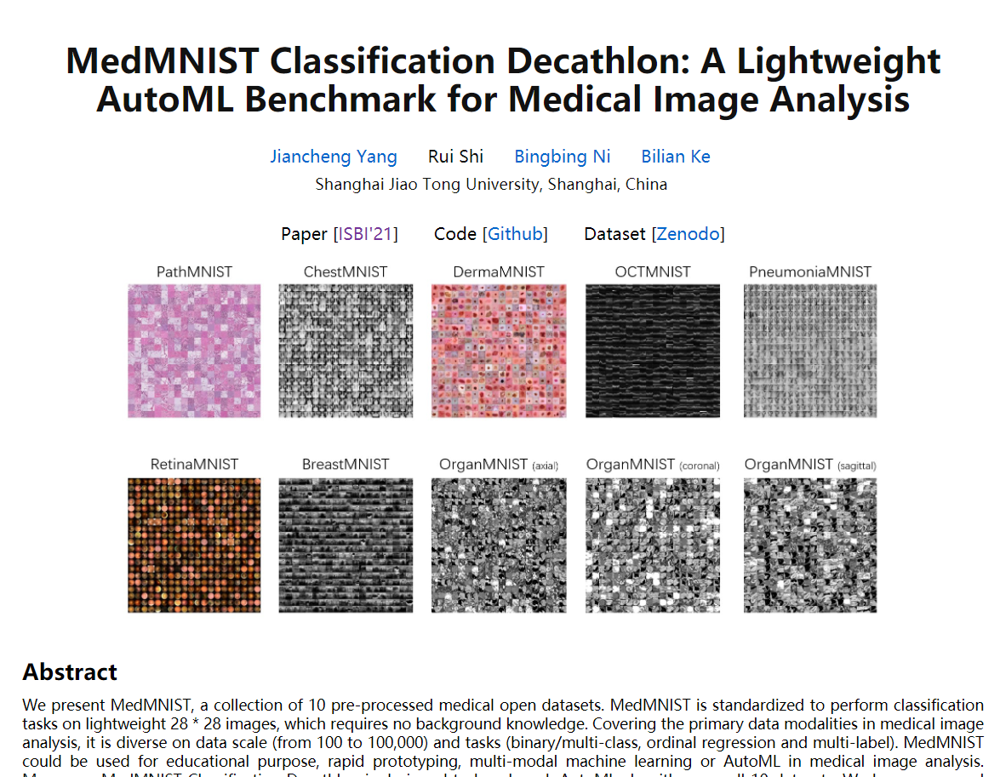 MedMNIST Classification Decathlon: A Lightweight
AutoML Benchmark for Medical Image Analysis
Jiancheng Yang Rui Shi Bingbing Ni Bilian Ke
Shanghai Jiao Tong University, Shanghai, China
Paper [ISBI'21] Code [Github] Dataset [Zenodo]
PathMNIST ChestMNIST DermaMNIST OCTMNIST PneumoniaMNIST
RetinaMNIST BreastMNIST OrganMNIST (axial) OrganMNIST (coronal) OrganMNIST (sagittal)
Abstract
We present MedMNIST, a collection of 10 pre-processed medical open datasets. MedMNIST is standardized to perform classification
tasks on lightweight 28 * 28 images, which requires no background knowledge. Covering the primary data modalities in medical image
analysis, it is diverse on data scale (from 100 to 100,000) and tasks (binary/multi-class, ordinal regression and multi-label). MedMNIST
could be used for educational purpose, rapid prototyping, multi-modal machine learning or AutoML in medical image analysis.